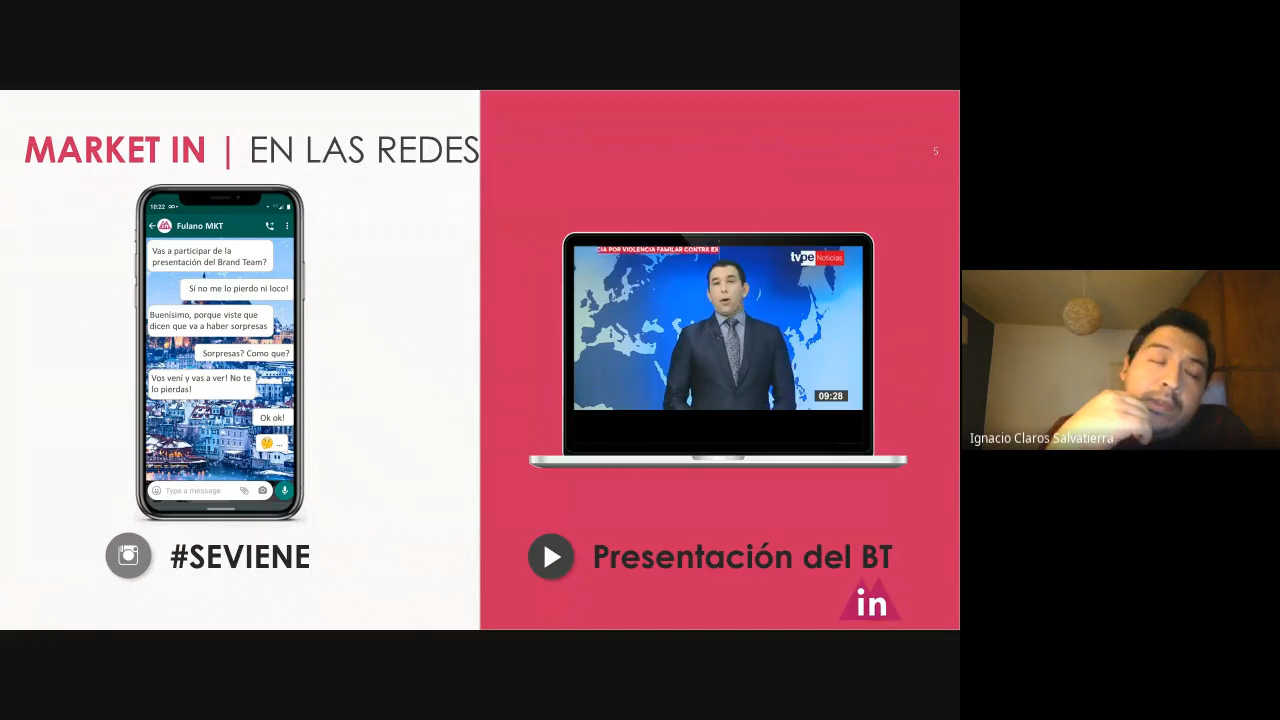 MARKET IN | EN LAS REDES
5
10:22
Fulano MKT
Vas a participar de la
presentación del Brand Team?
Sí no me lo pierdo ni loco!
Buenísimo, porque viste que
dicen que va a haber sorpresas
Sorpresas? Como que?
Vos vení y vas a ver! No te
lo pierdas!
Ok ok!
...
Type a message
#SEVIENE
CIA POR VIOLENCIA FAMILAR CONTRA EX
tvpe Noticias
09:28
Presentación del BT
in
Ignacio Claros Salvatierra